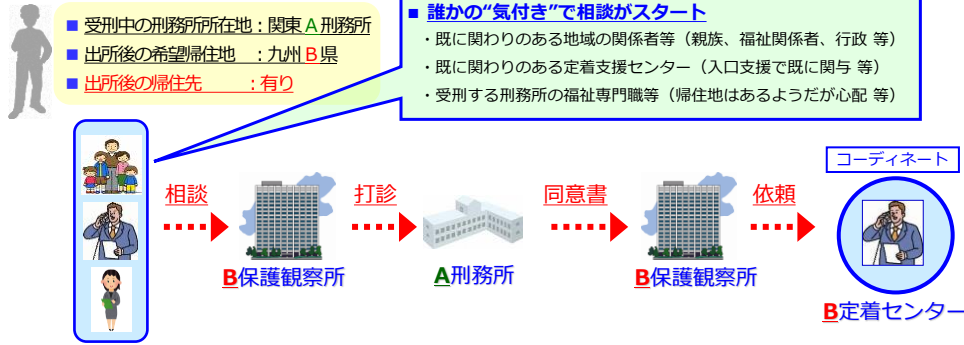 ■ 受刑中の刑務所所在地：関東A刑務所
■ 出所後の希望帰住地　：九州B県
■ 出所後の帰住先　　　：有り
■ 誰かの“気付き”で相談がスタート
・既に関わりのある地域の関係者等（親族、福祉関係者、行政 等）
・既に関わりのある定着支援センター（入口支援で既に関与 等）
・受刑する刑務所の福祉専門職等（帰住地はあるようだが心配 等）
コーディネート
相談
打診
同意書
依頼
B保護観察所
A刑務所
B保護観察所
B定着センター